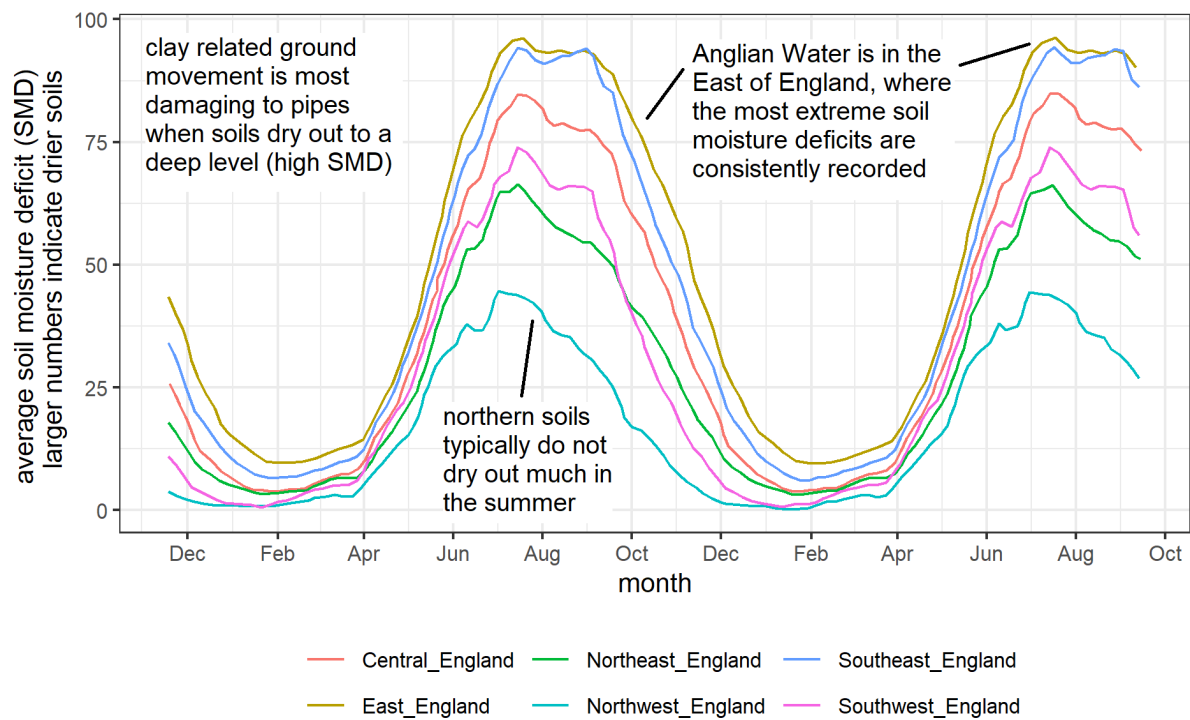 average soil moisture deficit (SMD)
larger numbers indicate drier soils
100
75
50
25
0
clay related ground
movement is most
damaging to pipes
when soils dry out to a
deep level (high SMD)
Anglian Water is in the
East of England, where
the most extreme soil
moisture deficits are
consistently recorded
northern soils
typically do not
dry out much in
the summer
Dec Feb Apr Jun Aug Oct Dec Feb Apr Jun Aug Oct
month
Central_England Northeast_England Southeast_England
East_England Northwest_England Southwest_England